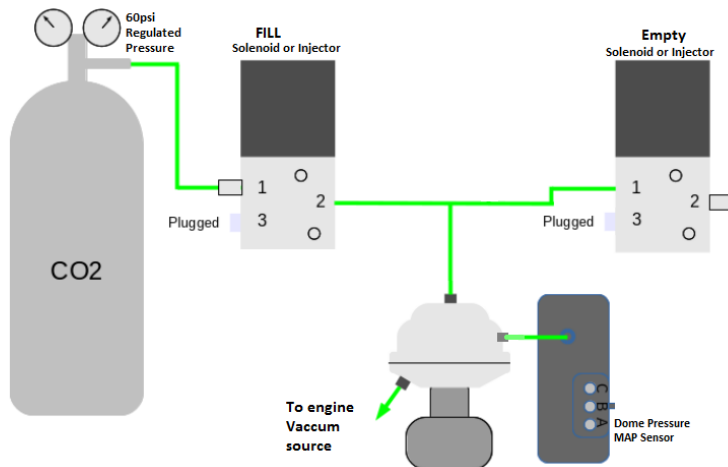 60psi
Regulated
Pressure
FILL
Solenoid or Injector
Empty
Solenoid or Injector
1
2
3
Plugged
1
2
3
Plugged
CO2
To engine
Vaccum
source
C
B
A
Dome Pressure
MAP Sensor